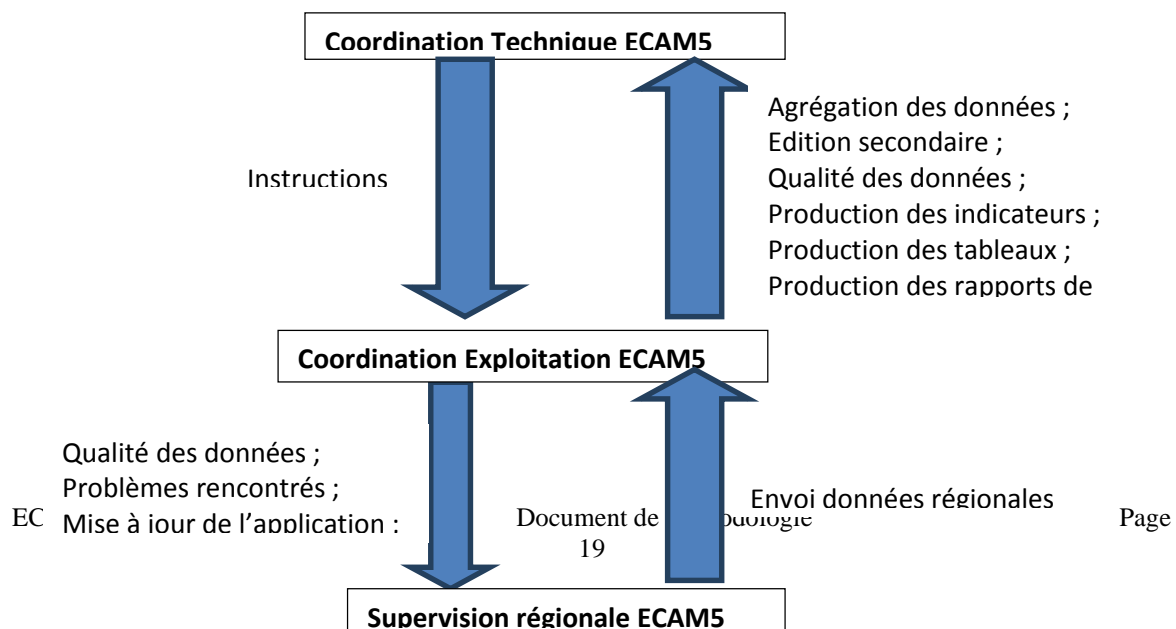 Coordination Technique ECAM5
Instructions
Agrégation des données ;
Edition secondaire ;
Qualité des données ;
Production des indicateurs ;
Production des tableaux ;
Production des rapports de
Coordination Exploitation ECAM5
Qualité des données ;
Problèmes rencontrés ;
Mise à jour de l’application ;
Envoi données régionales
Document de Page
19
Supervision régionale ECAM5